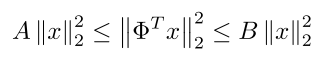 A ‖x‖₂² ≤ ‖Φᵀx‖₂² ≤ B ‖x‖₂²